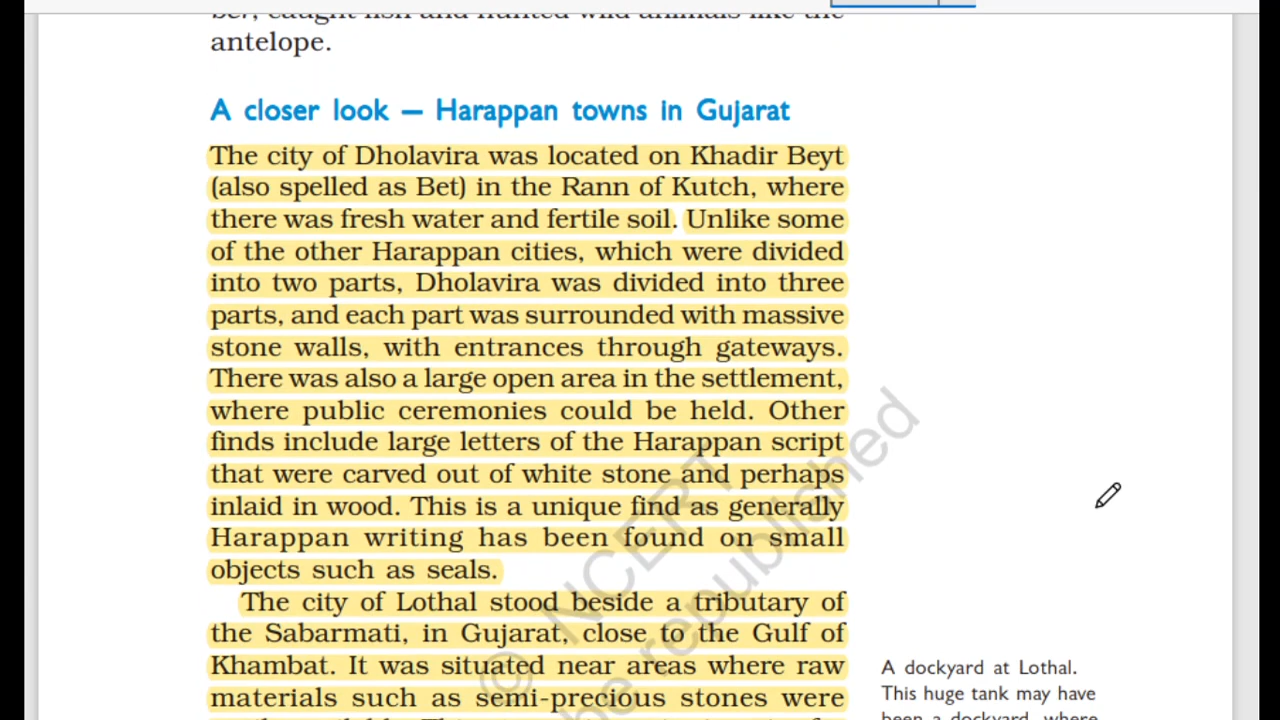 antelope.
A closer look — Harappan towns in Gujarat
The city of Dholavira was located on Khadir Beyt
(also spelled as Bet) in the Rann of Kutch, where
there was fresh water and fertile soil. Unlike some
of the other Harappan cities, which were divided
into two parts, Dholavira was divided into three
parts, and each part was surrounded with massive
stone walls, with entrances through gateways.
There was also a large open area in the settlement,
where public ceremonies could be held. Other
finds include large letters of the Harappan script
that were carved out of white stone and perhaps
inlaid in wood. This is a unique find as generally
Harappan writing has been found on small
objects such as seals.
The city of Lothal stood beside a tributary of
the Sabarmati, in Gujarat, close to the Gulf of
Khambat. It was situated near areas where raw
materials such as semi-precious stones were
A dockyard at Lothal.
This huge tank may have
been a dockyard, where
© NCERT
be republished